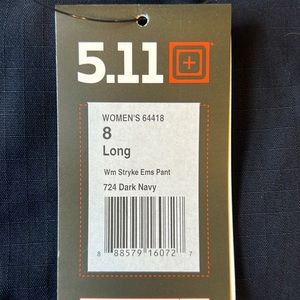 5.11
WOMEN'S 64418
8
Long
Wm Stryke Ems Pant
724 Dark Navy
8 88579 16072 7